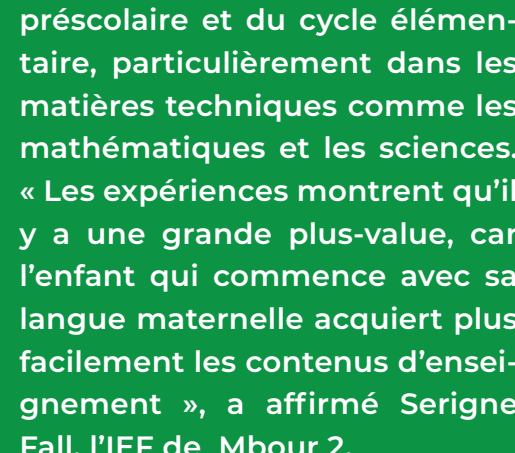 préscolaire et du cycle élémen-
taire, particulièrement dans les
matières techniques comme les
mathématiques et les sciences.
« Les expériences montrent qu’il
y a une grande plus-value, car
l’enfant qui commence avec sa
langue maternelle acquiert plus
facilement les contenus d’ensei-
gnement », a affirmé Serigne
Fall, l’IEF de Mbour 2.